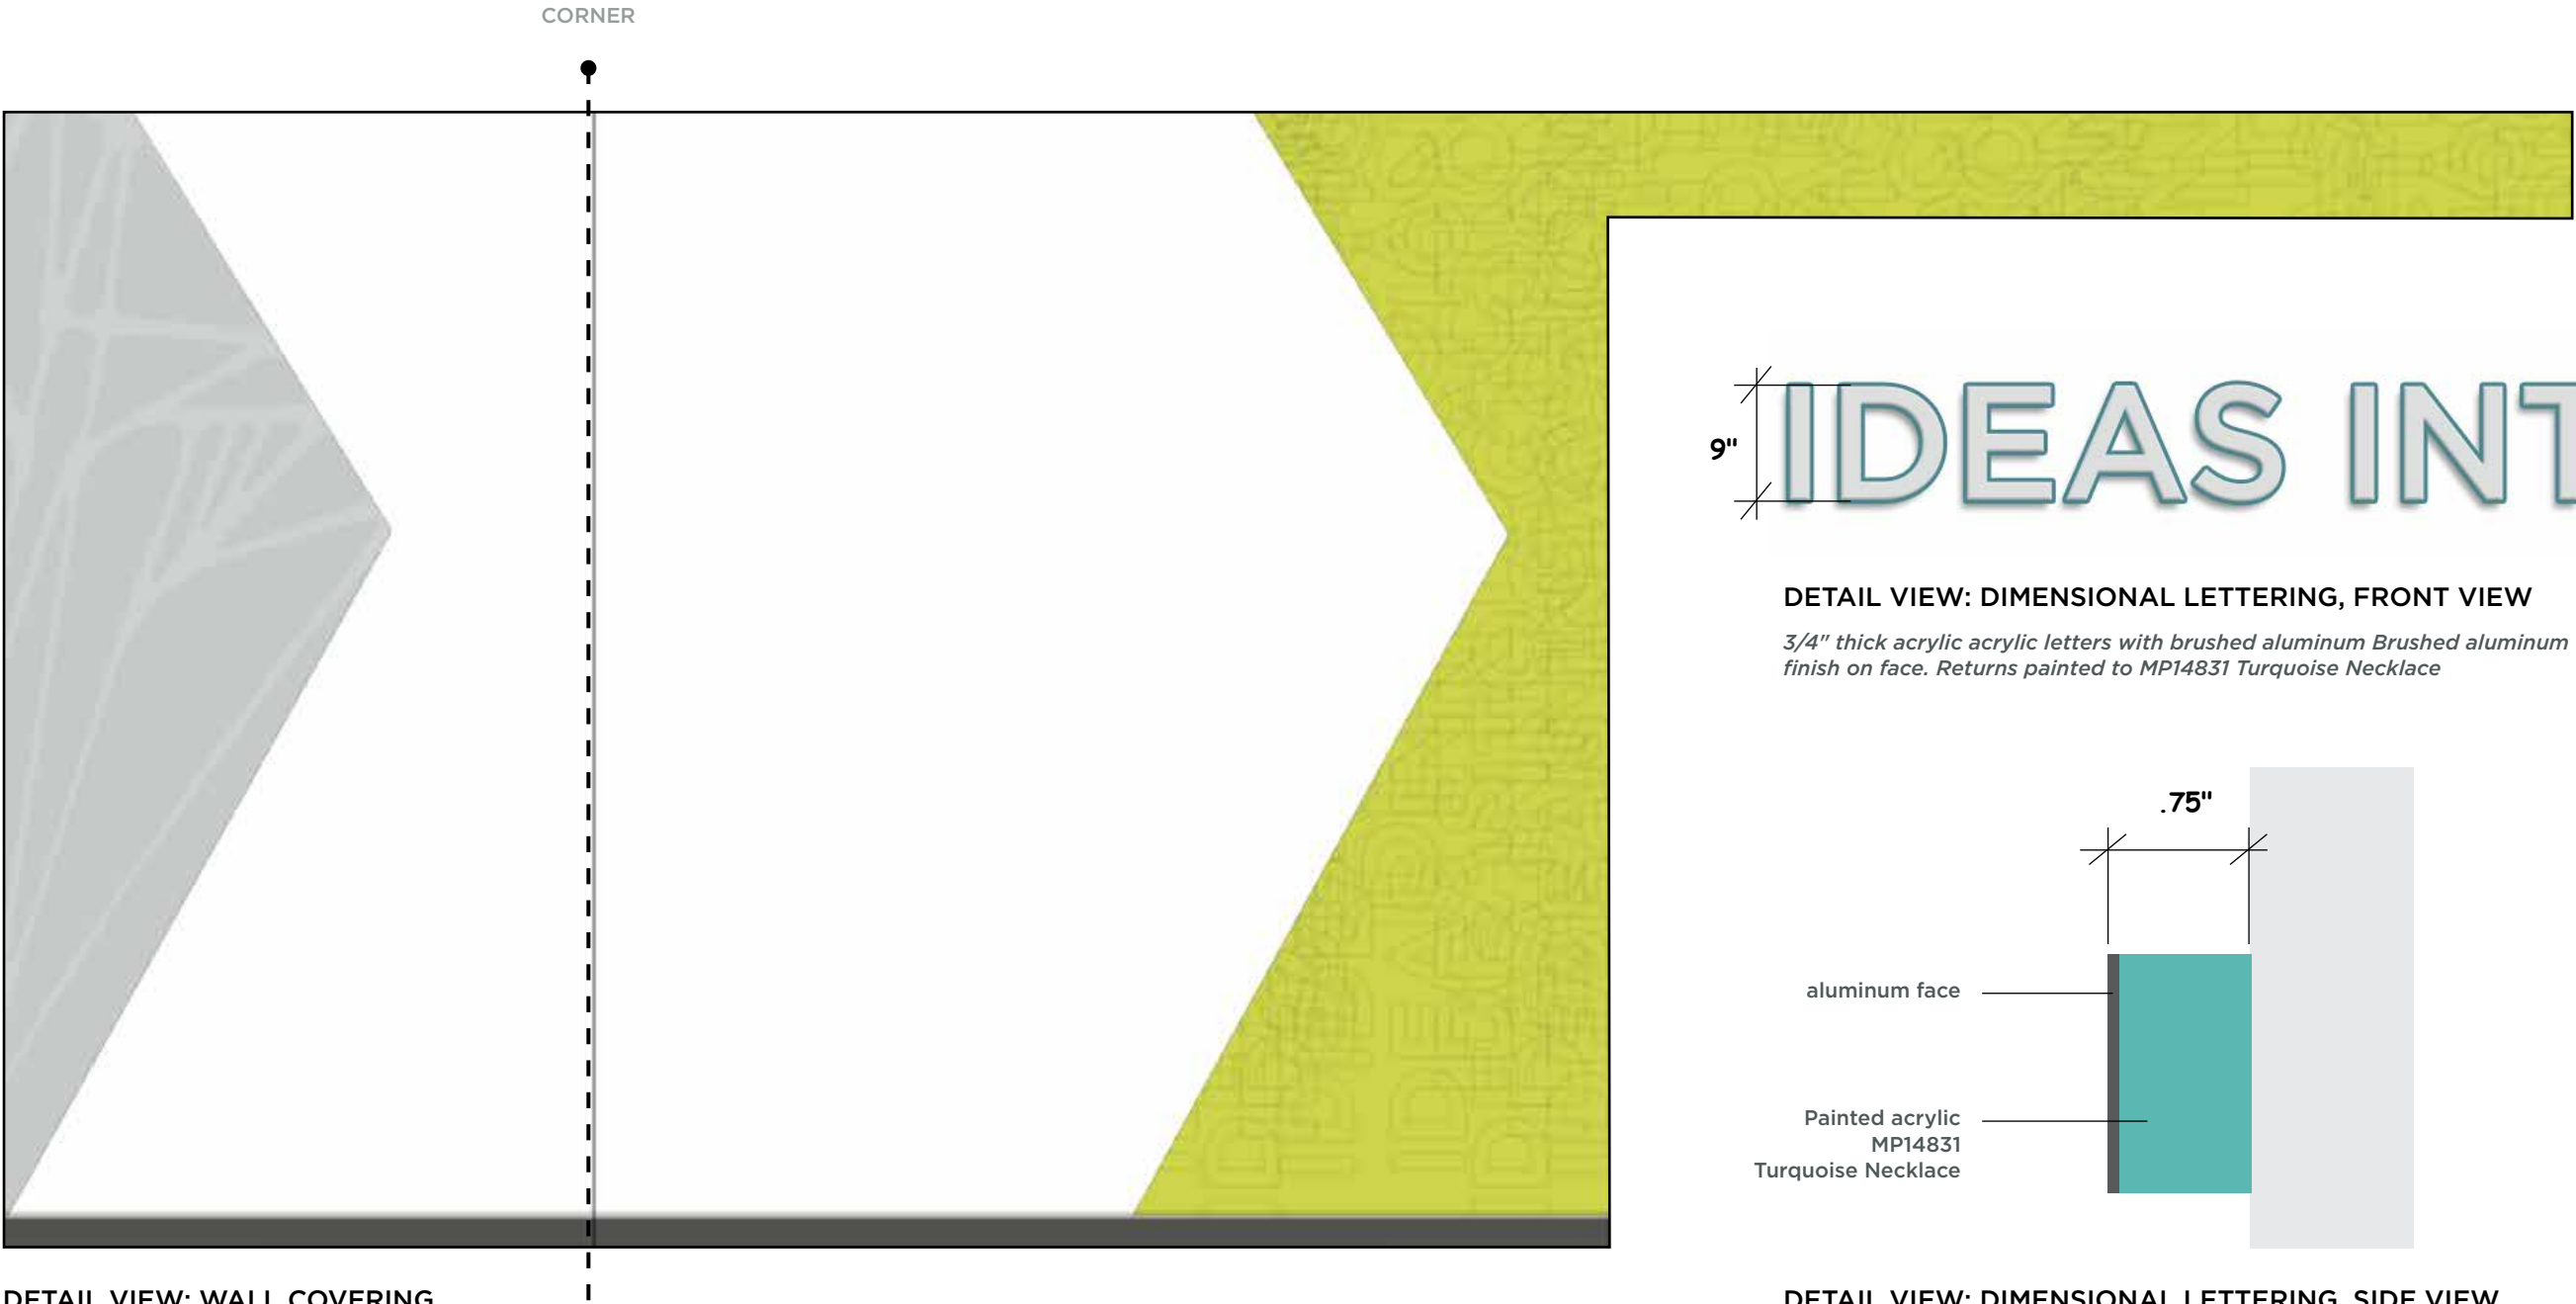 CORNER
9"
IDEAS INT
DETAIL VIEW: DIMENSIONAL LETTERING, FRONT VIEW
3/4" thick acrylic acrylic letters with brushed aluminum Brushed aluminum
finish on face. Returns painted to MP14831 Turquoise Necklace
.75"
aluminum face
Painted acrylic
MP14831
Turquoise Necklace
DETAIL VIEW: WALL COVERING
DETAIL VIEW: DIMENSIONAL LETTERING, SIDE VIEW